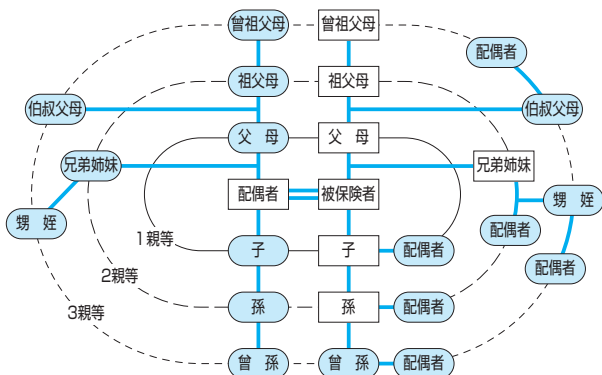 曾祖父母 曾祖父母
配偶者
祖父母 祖父母
伯叔父母 伯叔父母
父　母 父　母
兄弟姉妹 兄弟姉妹
配偶者 被保険者
甥　姪 甥　姪
1親等
子 子 配偶者
配偶者
2親等
配偶者
3親等
孫 孫 配偶者
曾　孫 曾　孫 配偶者